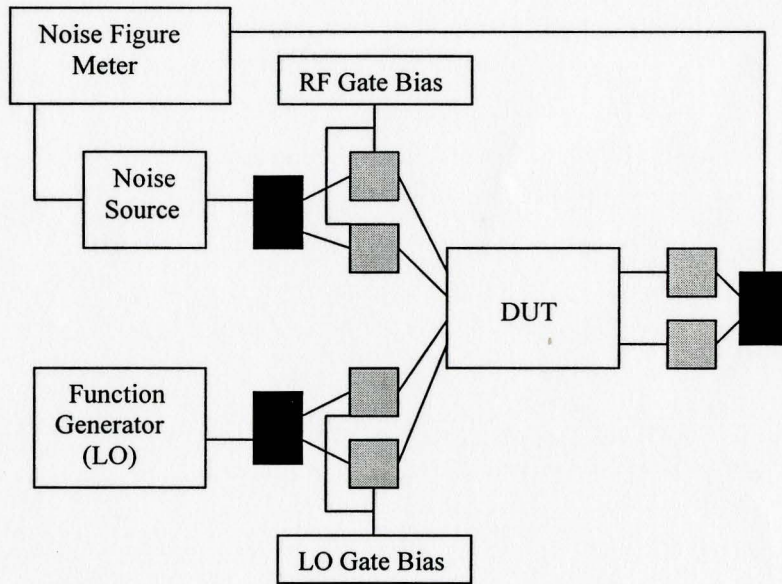 Noise Figure
Meter
RF Gate Bias
Noise
Source
DUT
Function
Generator
(LO)
LO Gate Bias